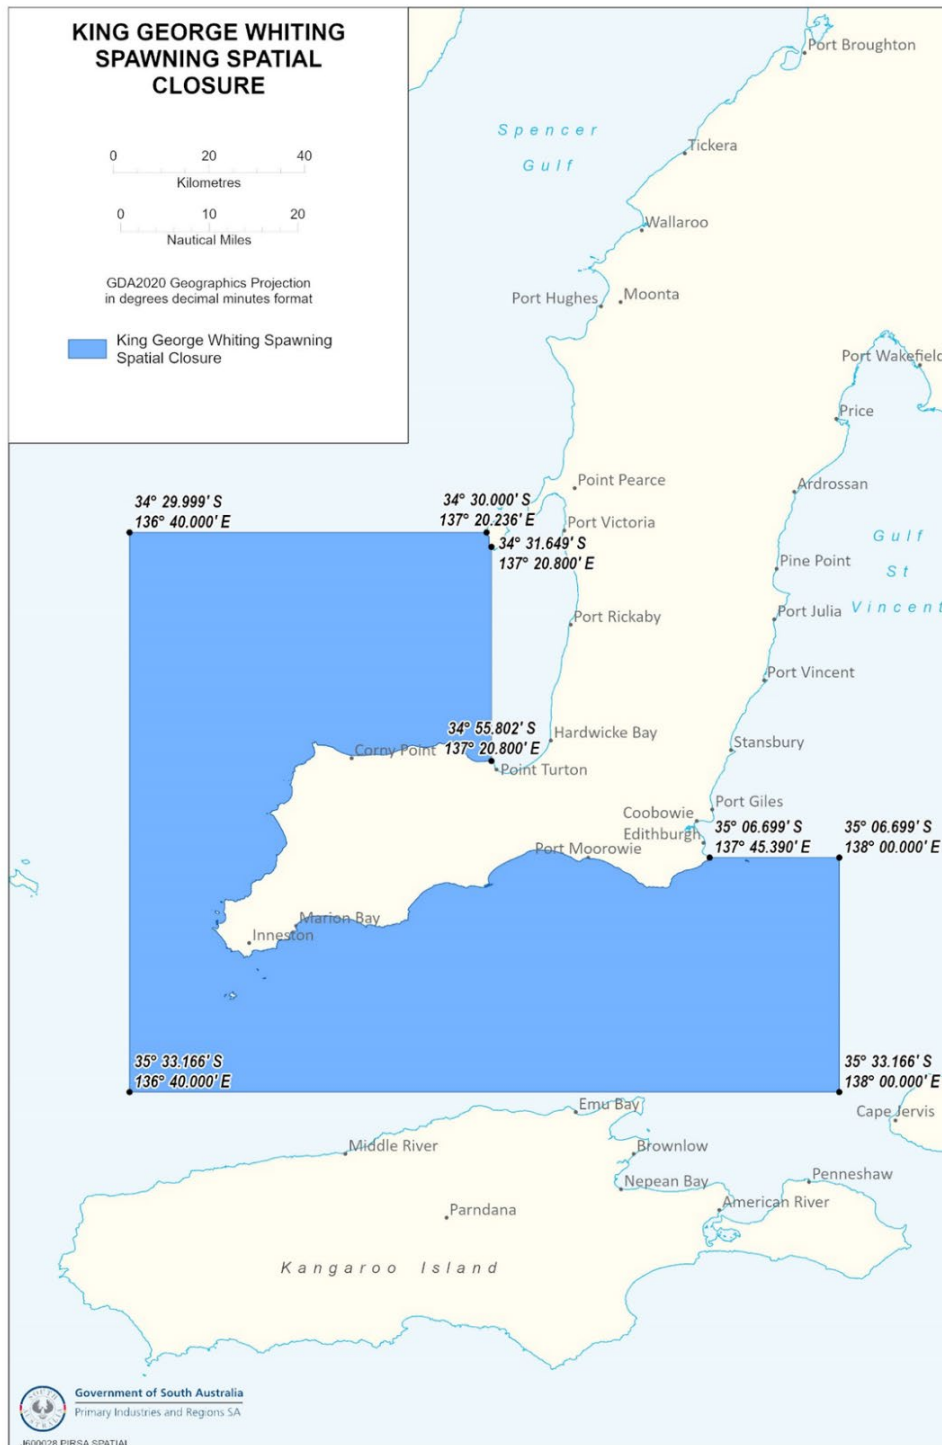 KING GEORGE WHITING
SPAWNING SPATIAL
CLOSURE
0 20 40
Kilometres
0 10 20
Nautical Miles
GDA2020 Geographics Projection
in degrees decimal minutes format
King George Whiting Spawning
Spatial Closure
Port Broughton
Spencer
Gulf
Tickera
Wallaroo
Port Hughes
Moonta
Port Wakefield
Price
Point Pearce
Ardrossan
34° 29.999' S
136° 40.000' E
34° 30.000' S
137° 20.236' E
Port Victoria
34° 31.649' S
137° 20.800' E
Gulf
St
Vincent
Pine Point
Port Julia
Port Rickaby
Port Vincent
34° 55.802' S
137° 20.800' E
Hardwicke Bay
Stansbury
Corny Point
Point Turton
Port Giles
Coobowie
Edithburgh
35° 06.699' S
137° 45.390' E
35° 06.699' S
138° 00.000' E
Port Moorowie
Marion Bay
Inneston
35° 33.166' S
136° 40.000' E
35° 33.166' S
138° 00.000' E
Emu Bay
Cape Jervis
Middle River
Brownlow
Penneshaw
Nepean Bay
American River
Parndana
Kangaroo Island
Government of South Australia
Primary Industries and Regions SA
SOUTH
AUSTRALIA
J600028 PIRSA SPATIAL